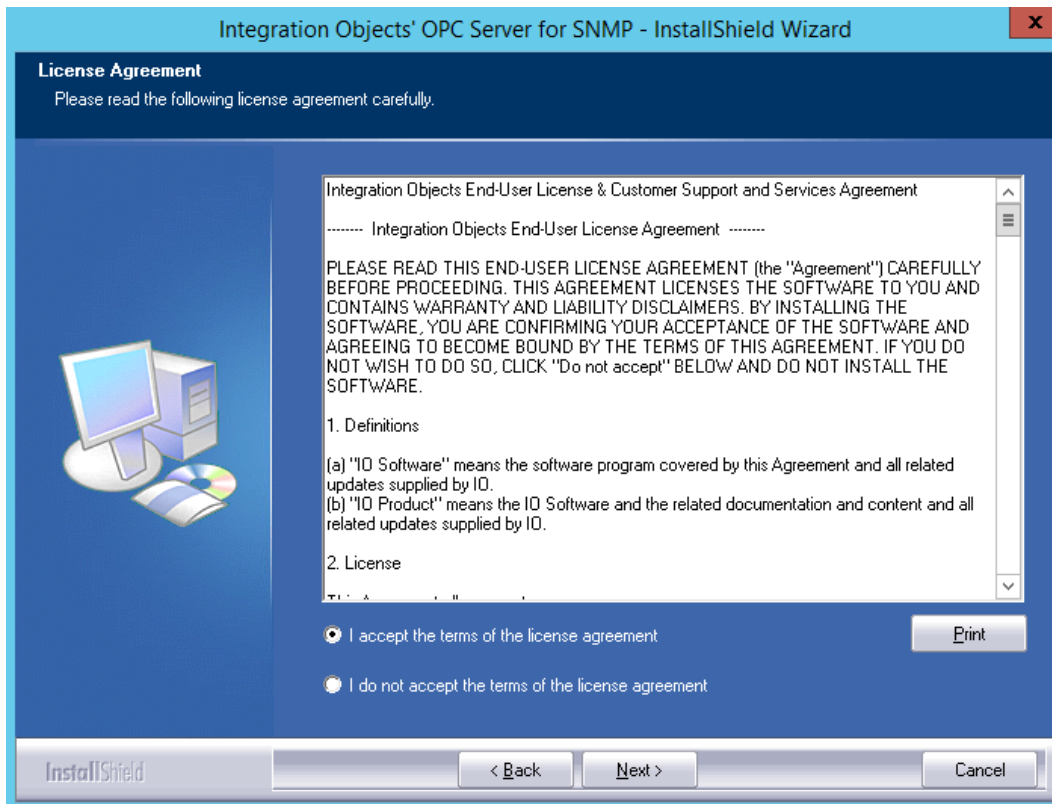 Integration Objects' OPC Server for SNMP - InstallShield Wizard
x
License Agreement
Please read the following license agreement carefully.
Integration Objects End-User License & Customer Support and Services Agreement
-------- Integration Objects End-User License Agreement --------
PLEASE READ THIS END-USER LICENSE AGREEMENT (the "Agreement") CAREFULLY
BEFORE PROCEEDING. THIS AGREEMENT LICENSES THE SOFTWARE TO YOU AND
CONTAINS WARRANTY AND LIABILITY DISCLAIMERS. BY INSTALLING THE
SOFTWARE, YOU ARE CONFIRMING YOUR ACCEPTANCE OF THE SOFTWARE AND
AGREEING TO BECOME BOUND BY THE TERMS OF THIS AGREEMENT. IF YOU DO
NOT WISH TO DO SO, CLICK "Do not accept" BELOW AND DO NOT INSTALL THE
SOFTWARE.
1. Definitions
(a) "IO Software" means the software program covered by this Agreement and all related
updates supplied by IO.
(b) "IO Product" means the IO Software and the related documentation and content and all
related updates supplied by IO.
2. License
I accept the terms of the license agreement
Print
I do not accept the terms of the license agreement
InstallShield
< Back
Next >
Cancel